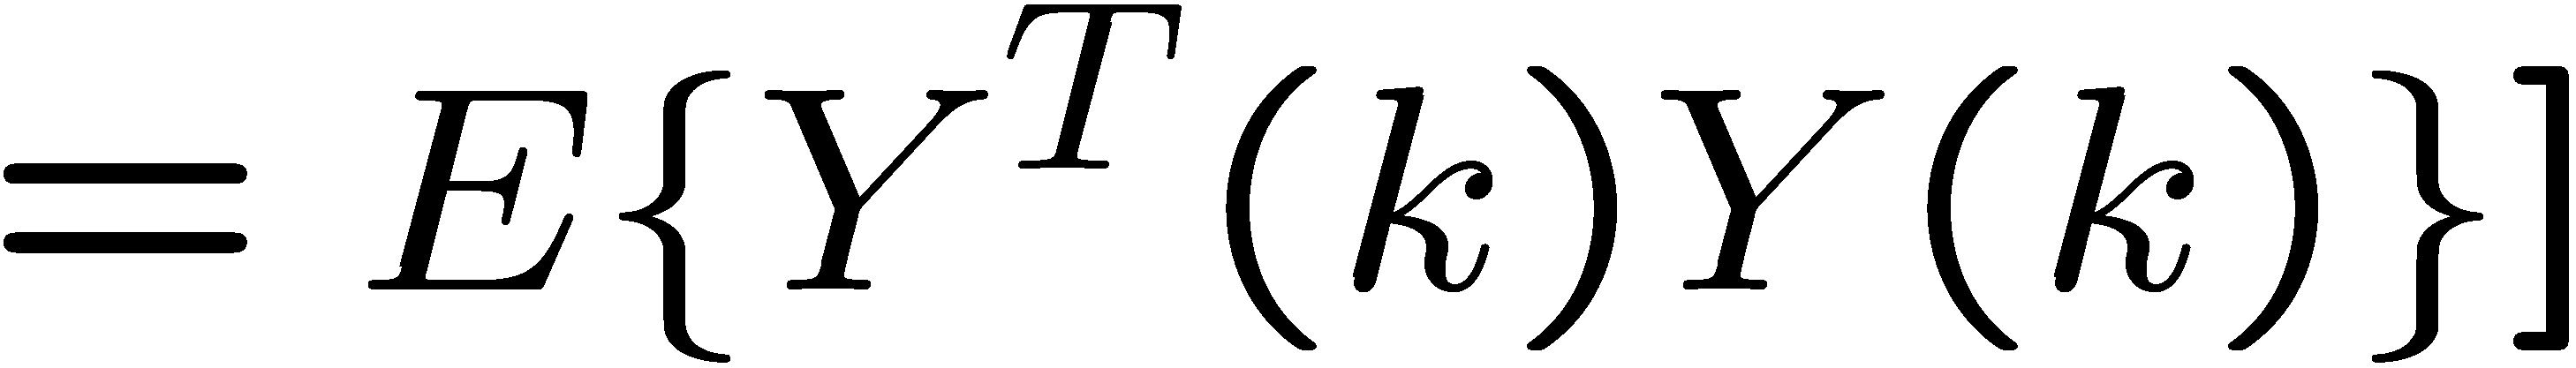 = E{Y^T(k)Y(k)}]